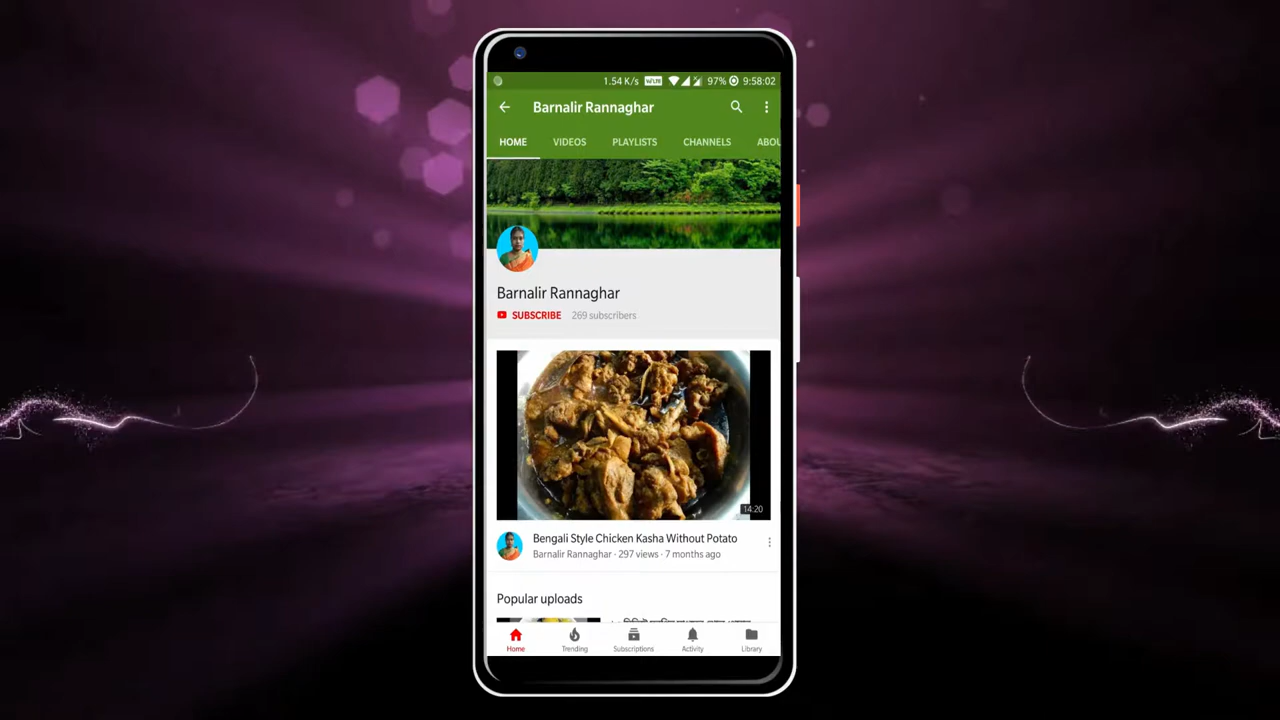 1.54 K/s 97% 9:58:02
Barnalir Rannaghar
HOME VIDEOS PLAYLISTS CHANNELS ABOU
Barnalir Rannaghar
SUBSCRIBE 269 subscribers
14:20
Bengali Style Chicken Kasha Without Potato
Barnalir Rannaghar · 297 views · 7 months ago
Popular uploads
Home Trending Subscriptions Activity Library